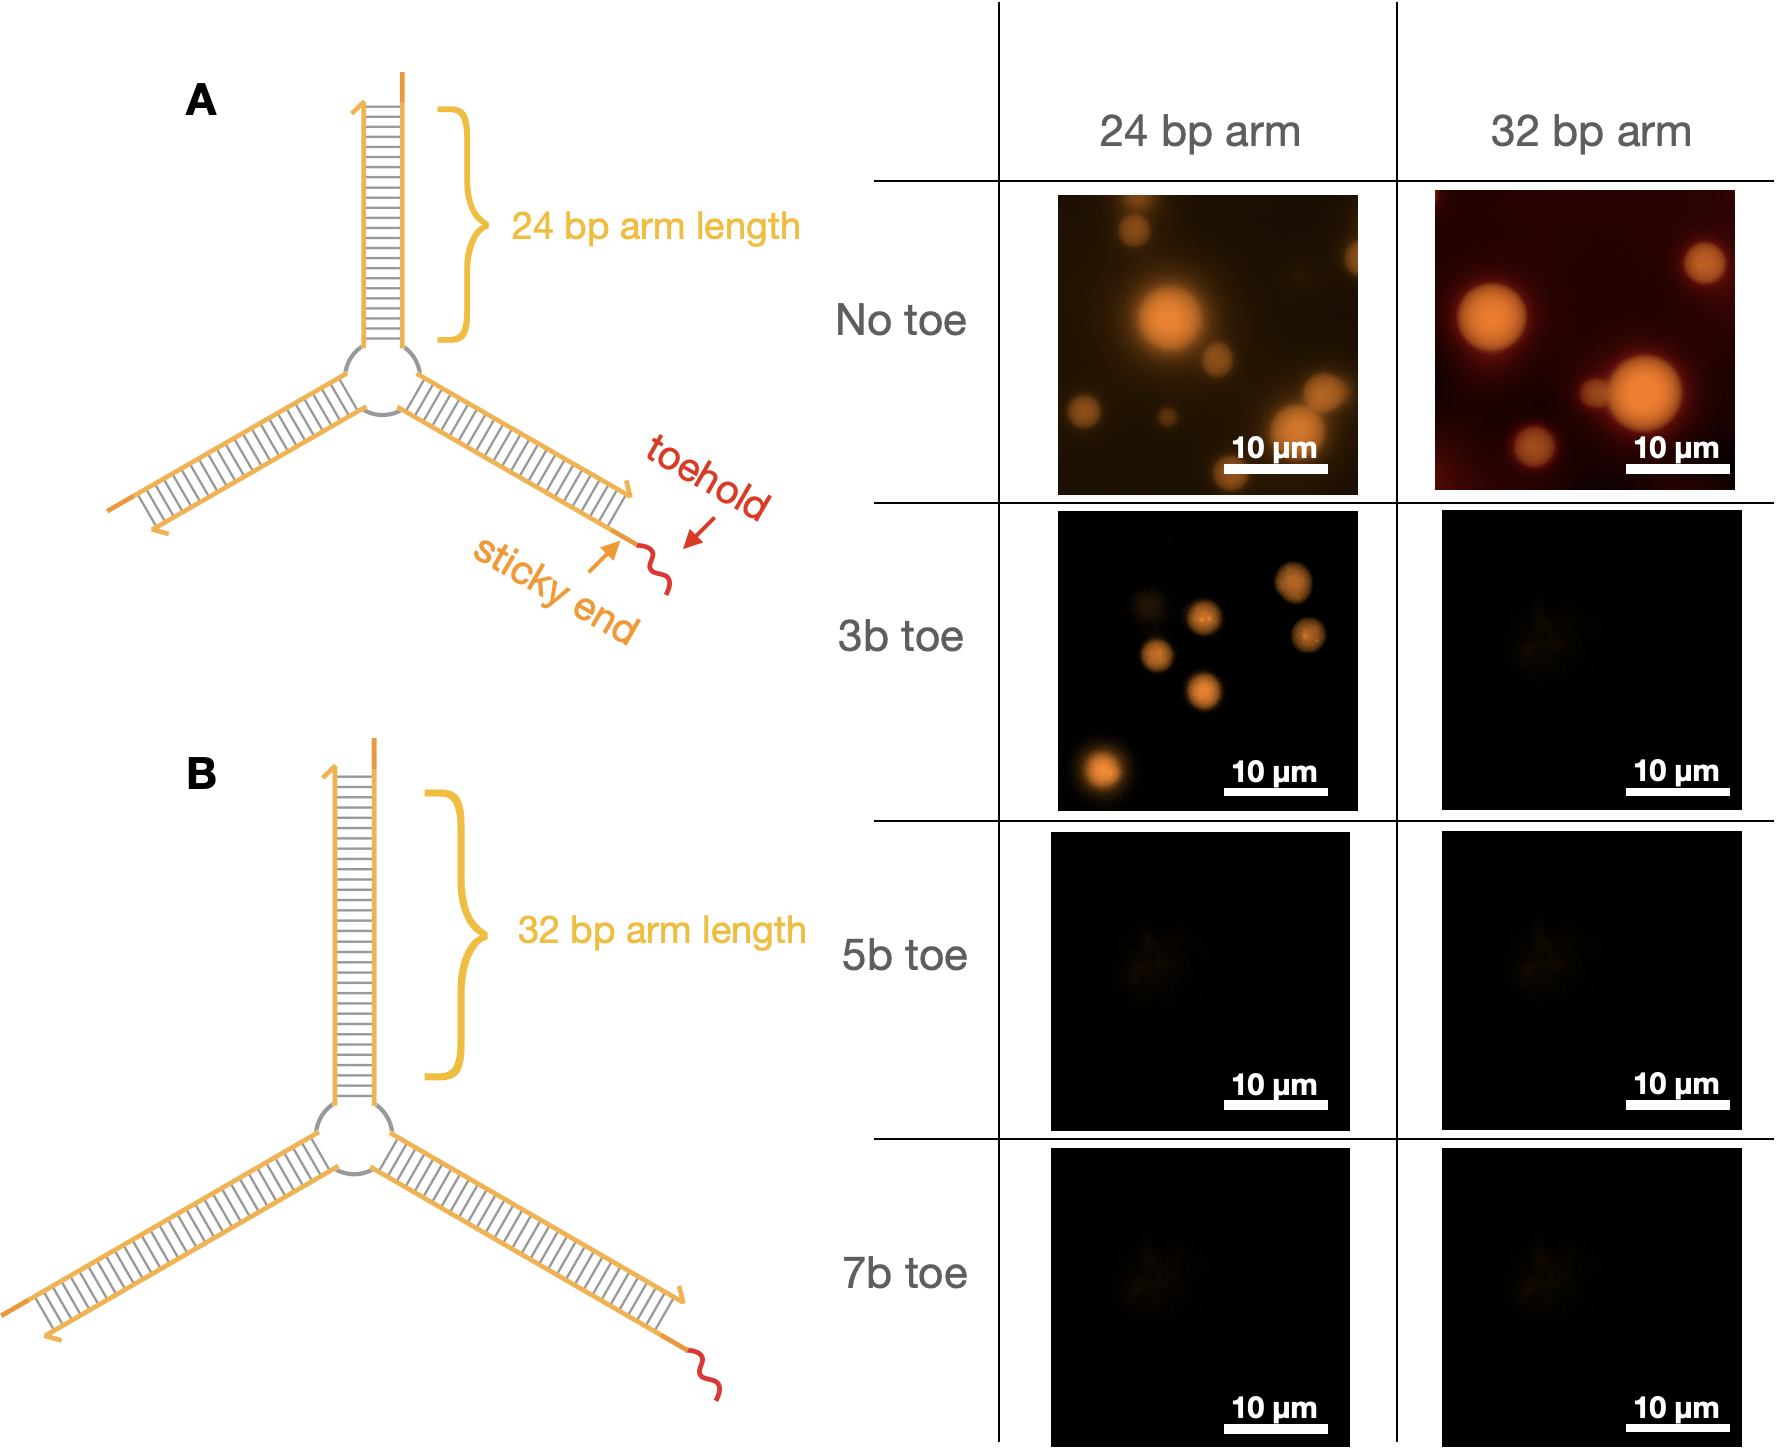 A
24 bp arm length
toehold
sticky end
B
32 bp arm length
24 bp arm
32 bp arm
No toe
10 µm
10 µm
3b toe
10 µm
10 µm
5b toe
10 µm
10 µm
7b toe
10 µm
10 µm